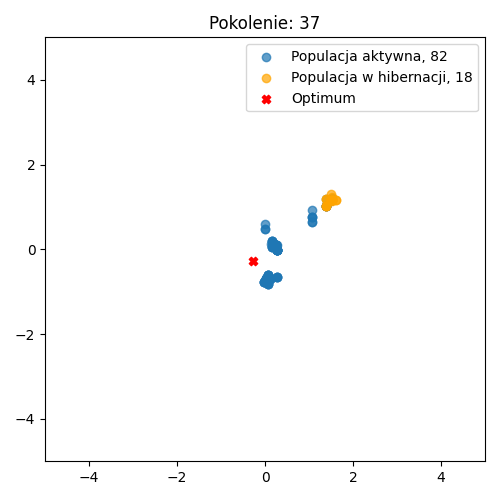 Pokolenie: 37
Populacja aktywna, 82
Populacja w hibernacji, 18
Optimum
4
2
0
−2
−4
−4
−2
0
2
4